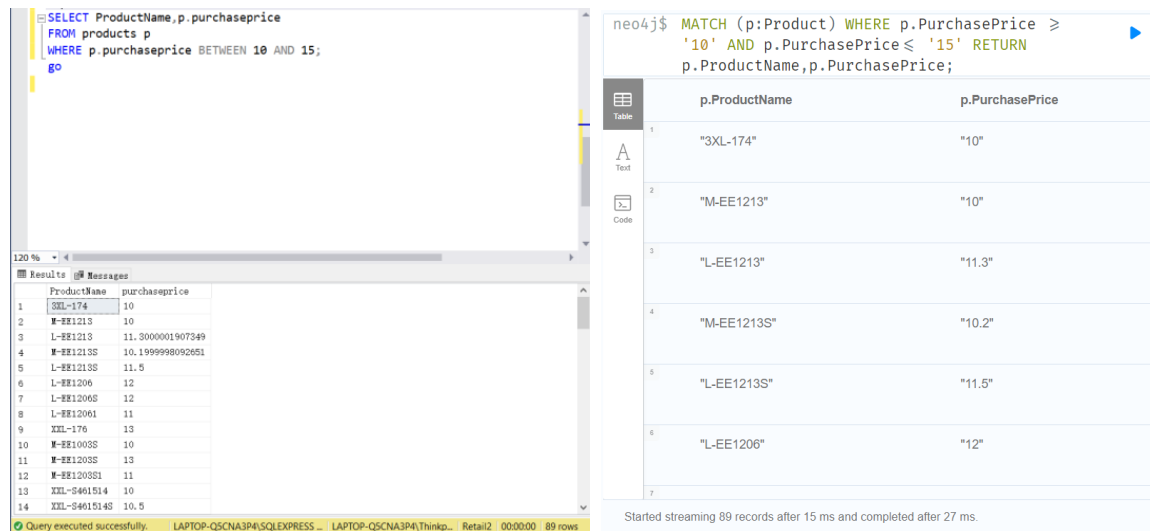 SELECT ProductName,p.purchaseprice
FROM products p
WHERE p.purchaseprice BETWEEN 10 AND 15;
go
120 %
Results Messages
ProductName purchaseprice
1 3XL-174 10
2 M-EE1213 10
3 L-EE1213 11.3000001907349
4 M-EE1213S 10.1999998092651
5 L-EE1213S 11.5
6 L-EE1206 12
7 L-EE1206S 12
8 L-EE12061 11
9 XXL-176 13
10 M-EE1003S 10
11 M-EE1203S 13
12 M-EE1203S1 11
13 XXL-S461514 10
14 XXL-S461514S 10.5
Query executed successfully. LAPTOP-Q5CNA3P4\SQLEXPRESS ... LAPTOP-Q5CNA3P4\Thinkp... Retail2 00:00:00 89 rows
neo4j$ MATCH (p:Product) WHERE p.PurchasePrice ≥
'10' AND p.PurchasePrice≤ '15' RETURN
p.ProductName,p.PurchasePrice;
Table
Text
Code
p.ProductName p.PurchasePrice
1 "3XL-174" "10"
2 "M-EE1213" "10"
3 "L-EE1213" "11.3"
4 "M-EE1213S" "10.2"
5 "L-EE1213S" "11.5"
6 "L-EE1206" "12"
7
Started streaming 89 records after 15 ms and completed after 27 ms.